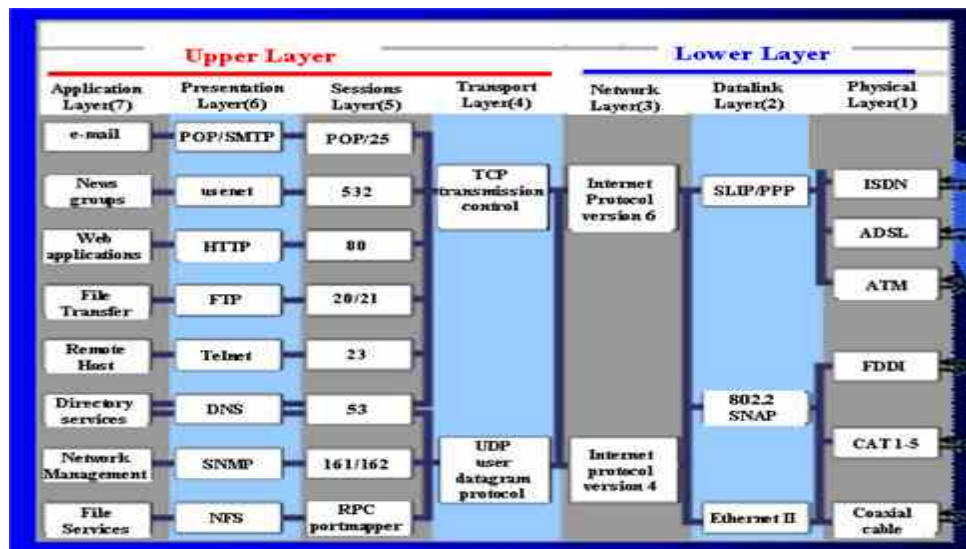 Upper Layer
Lower Layer
Application
Layer(7)
Presentation
Layer(6)
Sessions
Layer(5)
Transport
Layer(4)
Network
Layer(3)
Datalink
Layer(2)
Physical
Layer(1)
e-mail
POP/SMTP
POP/25
News
groups
usenet
532
Web
applications
HTTP
80
File
Transfer
FTP
20/21
Remote
Host
Telnet
23
Directory
services
DNS
53
Network
Management
SNMP
161/162
File
Services
NFS
RPC
portmapper
TCP
transmission
control
UDP
user
datagram
protocol
Internet
Protocol
version 6
Internet
protocol
version 4
SLIP/PPP
802.2
SNAP
Ethernet II
ISDN
ADSL
ATM
FDDI
CAT 1-5
Coaxial
cable